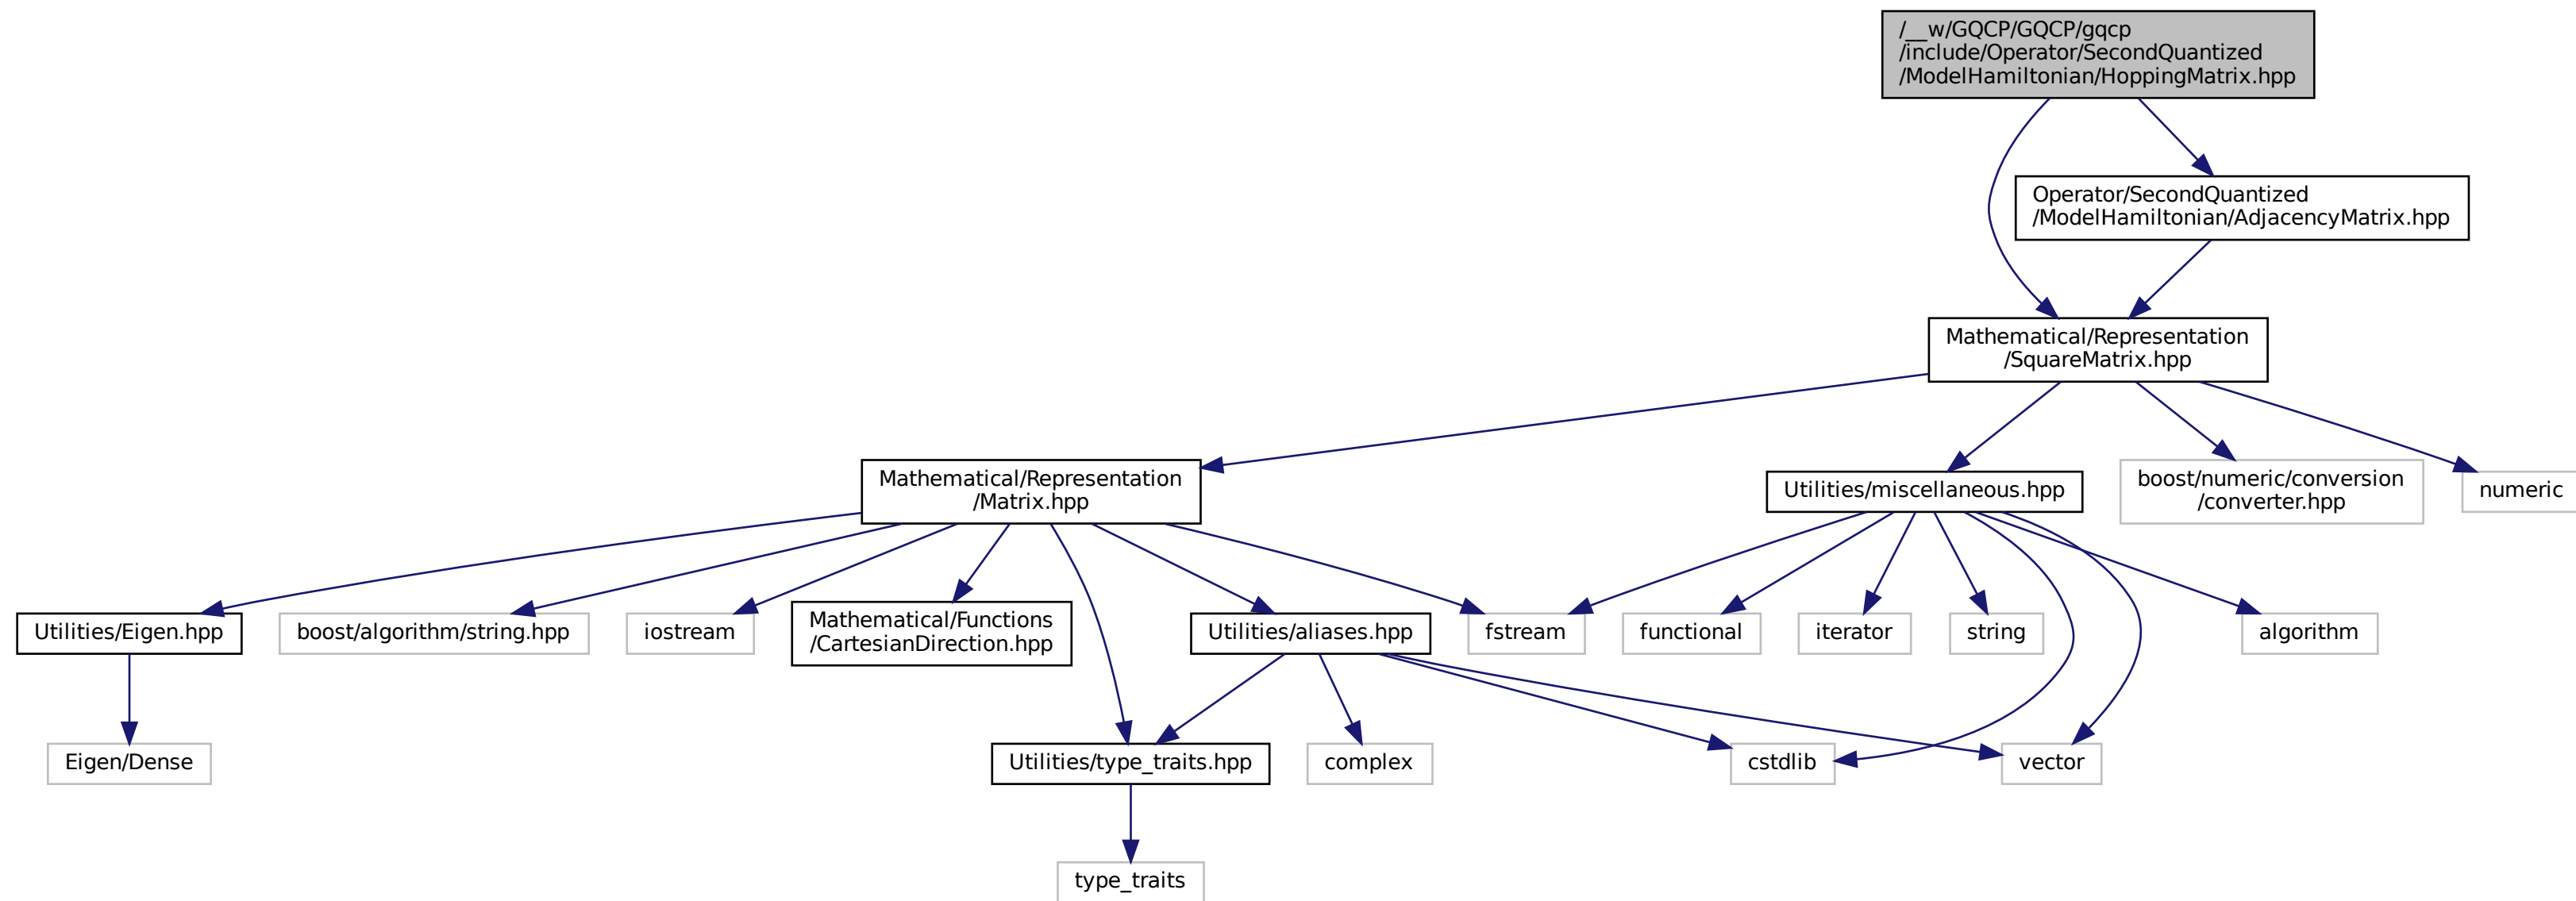 /__w/GQCP/GQCP/gqcp
/include/Operator/SecondQuantized
/ModelHamiltonian/HoppingMatrix.hpp
Operator/SecondQuantized
/ModelHamiltonian/AdjacencyMatrix.hpp
Mathematical/Representation
/SquareMatrix.hpp
Mathematical/Representation
/Matrix.hpp
Utilities/miscellaneous.hpp
boost/numeric/conversion
/converter.hpp
numeric
Utilities/Eigen.hpp
boost/algorithm/string.hpp
iostream
Mathematical/Functions
/CartesianDirection.hpp
Utilities/aliases.hpp
fstream
functional
iterator
string
algorithm
Eigen/Dense
Utilities/type_traits.hpp
complex
cstdlib
vector
type_traits